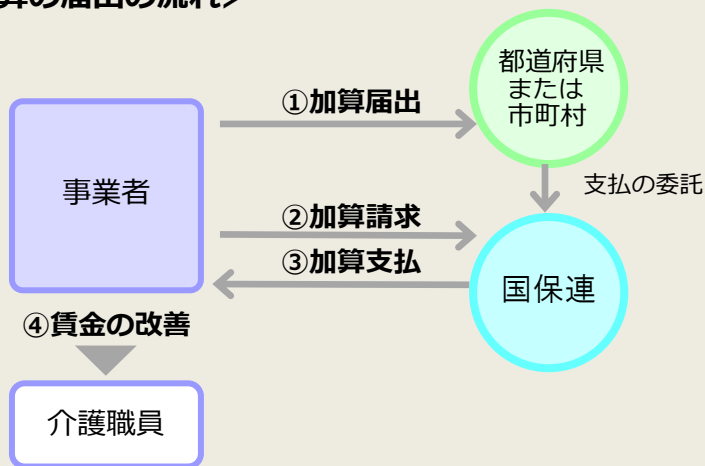 算の届出の流れ>
都道府県
または
市町村
①加算届出
事業者
支払の委託
②加算請求
③加算支払
国保連
④賃金の改善
介護職員